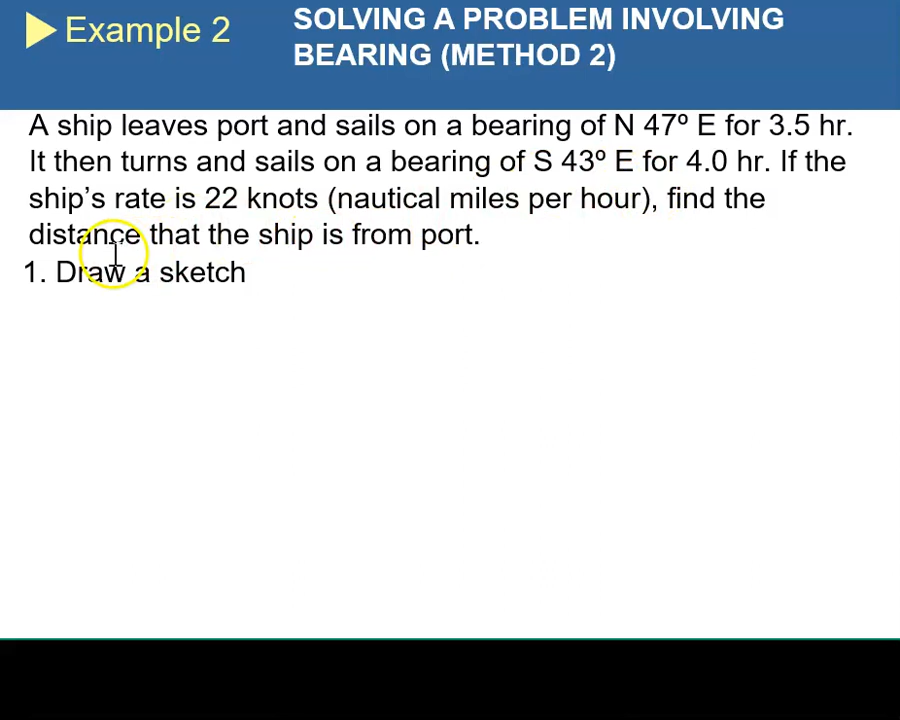 Example 2
SOLVING A PROBLEM INVOLVING
BEARING (METHOD 2)
A ship leaves port and sails on a bearing of N 47º E for 3.5 hr.
It then turns and sails on a bearing of S 43º E for 4.0 hr. If the
ship’s rate is 22 knots (nautical miles per hour), find the
distance that the ship is from port.
1. Draw a sketch